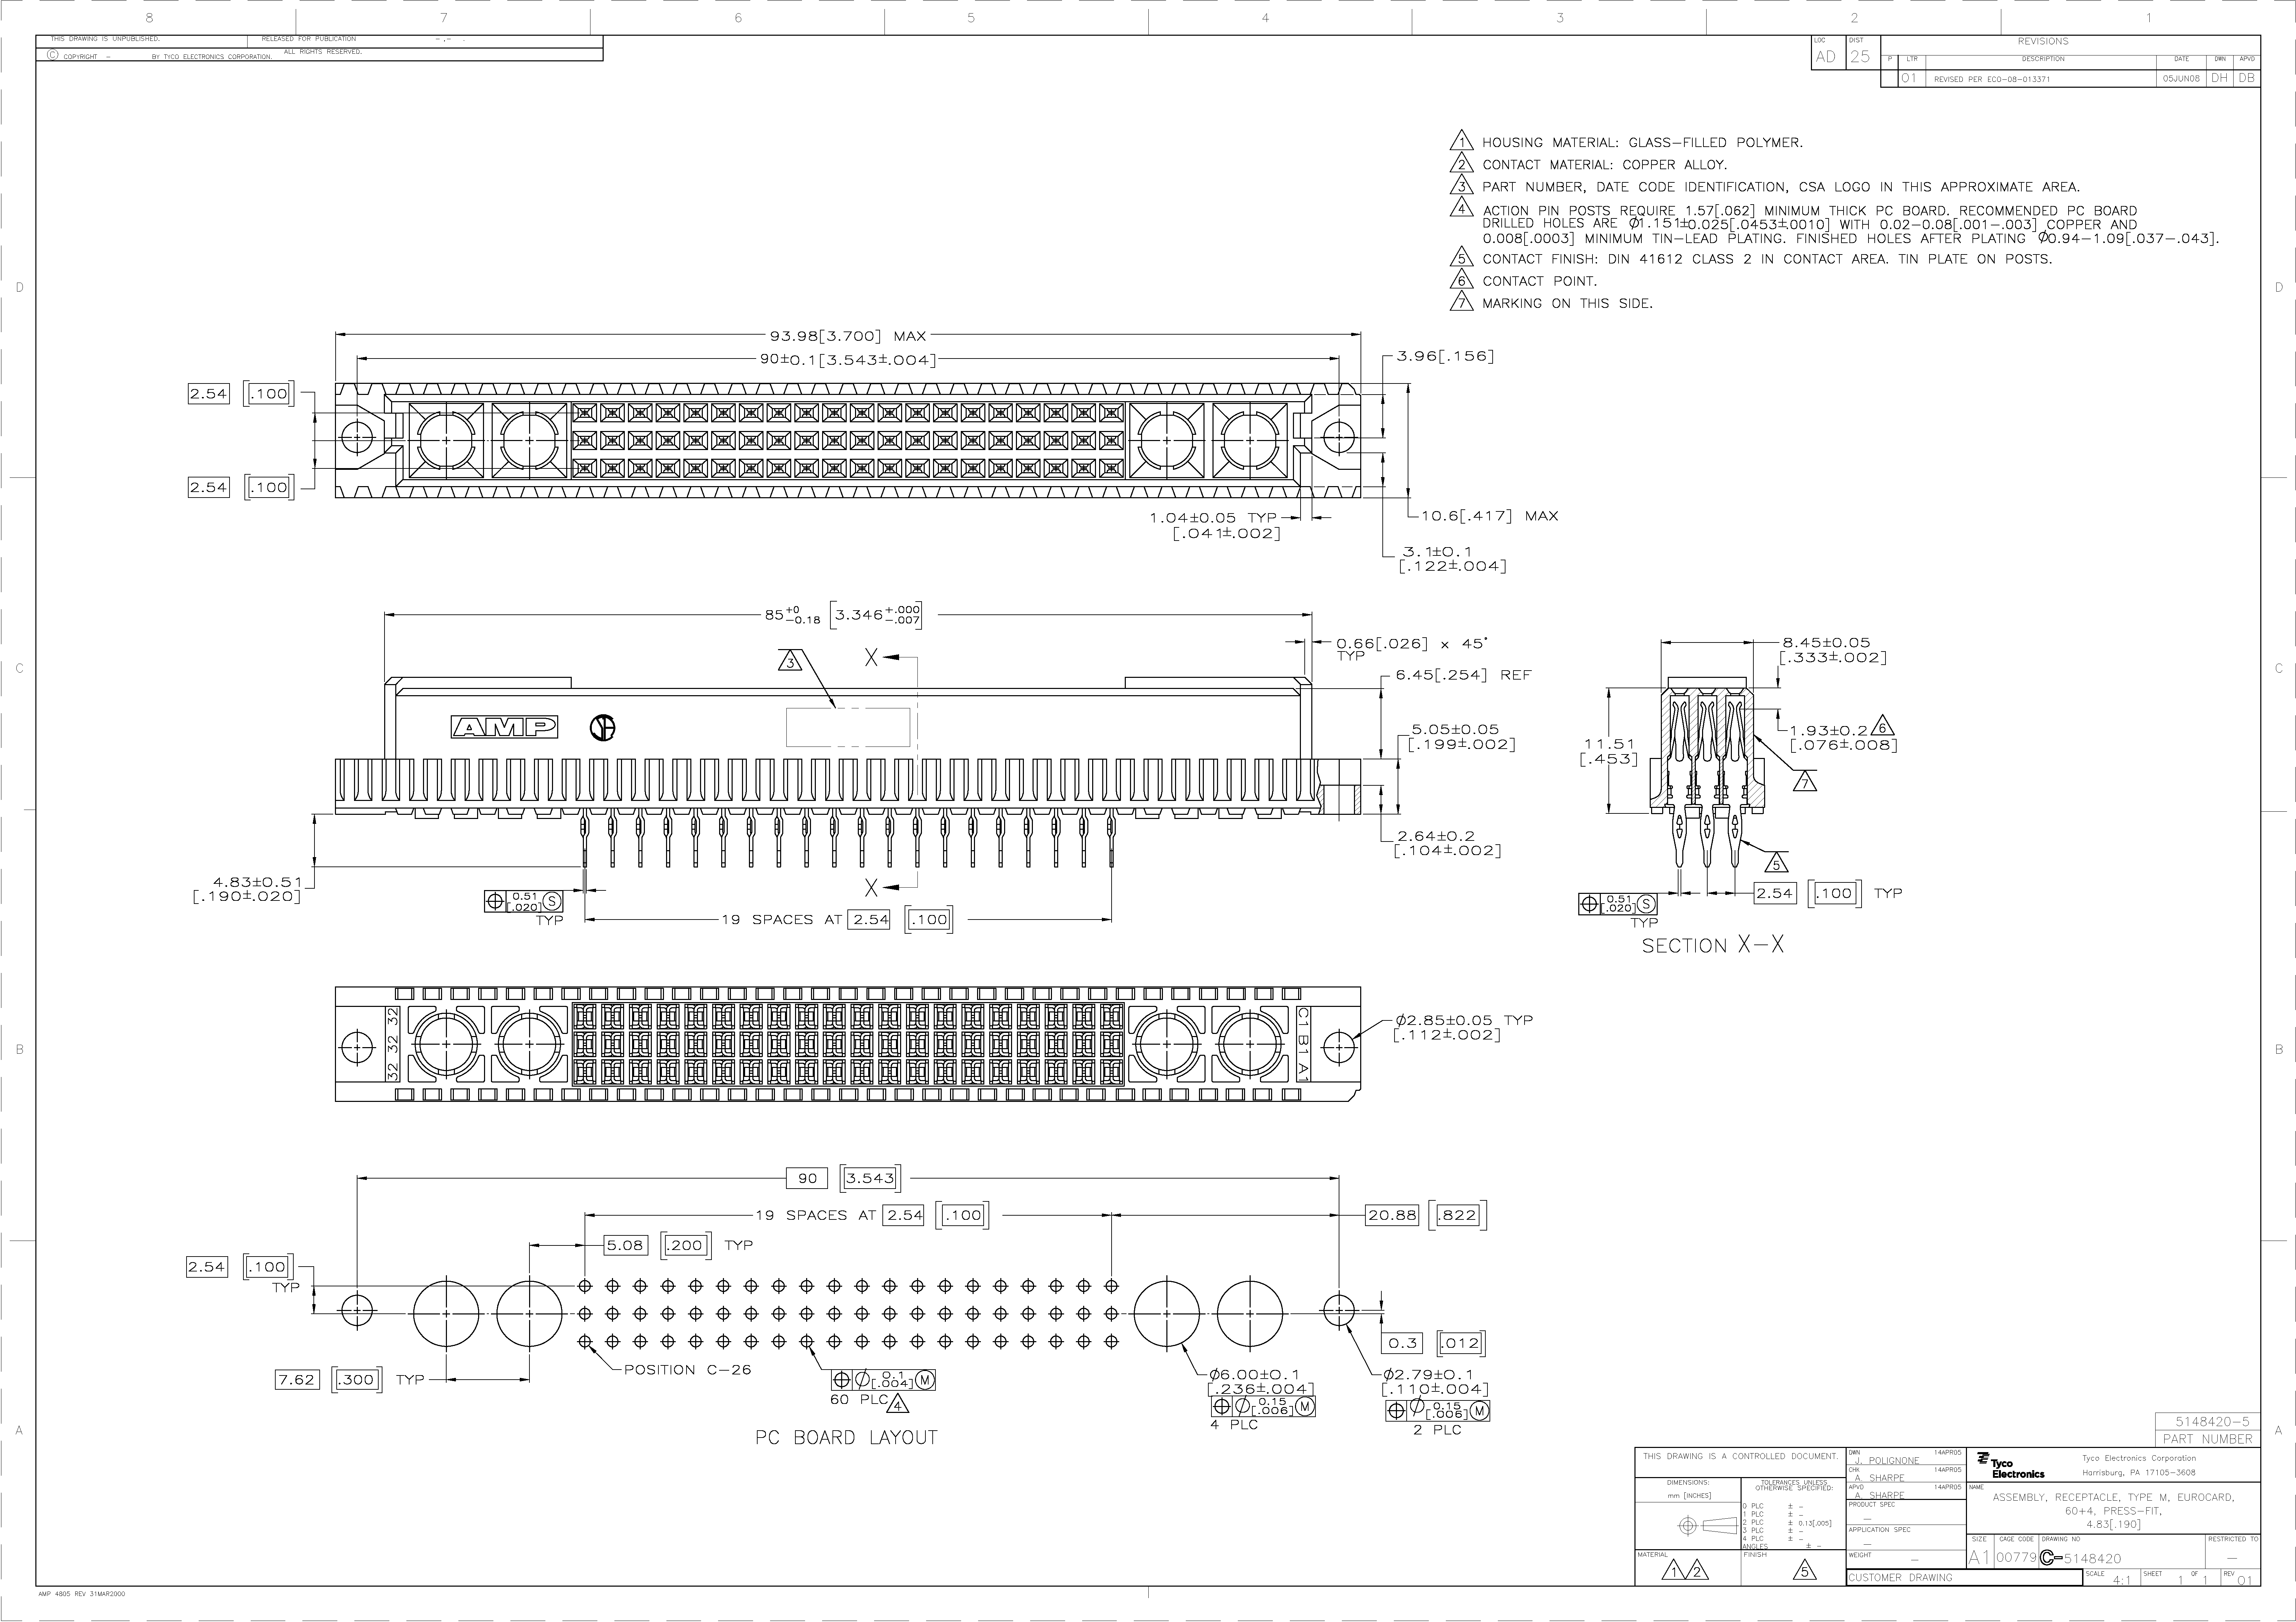 8 7 6 5 4 3 2 1
THIS DRAWING IS UNPUBLISHED. RELEASED FOR PUBLICATION - ,- .
© COPYRIGHT - BY TYCO ELECTRONICS CORPORATION. ALL RIGHTS RESERVED.
LOC DIST REVISIONS
AD 25
P LTR DESCRIPTION DATE DWN APVD
01 REVISED PER ECO-08-013371 05JUN08 DH DB
1 HOUSING MATERIAL: GLASS-FILLED POLYMER.
2 CONTACT MATERIAL: COPPER ALLOY.
3 PART NUMBER, DATE CODE IDENTIFICATION, CSA LOGO IN THIS APPROXIMATE AREA.
4 ACTION PIN POSTS REQUIRE 1.57[.062] MINIMUM THICK PC BOARD. RECOMMENDED PC BOARD
DRILLED HOLES ARE Ø1.151±0.025[.0453±.0010] WITH 0.02-0.08[.001-.003] COPPER AND
0.008[.0003] MINIMUM TIN-LEAD PLATING. FINISHED HOLES AFTER PLATING Ø0.94-1.09[.037-.043].
5 CONTACT FINISH: DIN 41612 CLASS 2 IN CONTACT AREA. TIN PLATE ON POSTS.
6 CONTACT POINT.
7 MARKING ON THIS SIDE.
D D
93.98[3.700] MAX
90±0.1[3.543±.004]
3.96[.156]
2.54 [.100]
2.54 [.100]
1.04±0.05 TYP
[.041±.002]
10.6[.417] MAX
3.1±0.1
[.122±.004]
85 +0 -0.18 [3.346 +.000 -.007]
0.66[.026] x 45°
TYP
3
X
6.45[.254] REF
C C
AMP
5.05±0.05
[.199±.002]
2.64±0.2
[.104±.002]
4.83±0.51
[.190±.020]
0.51
[.020] S
TYP
X
19 SPACES AT 2.54 [.100]
8.45±0.05
[.333±.002]
1.93±0.2 6
[.076±.008]
11.51
[.453]
7
5
2.54 [.100] TYP
0.51
[.020] S
TYP
SECTION X-X
32 32 32
C1 B1 A1
Ø2.85±0.05 TYP
[.112±.002]
B B
90 [3.543]
19 SPACES AT 2.54 [.100]
20.88 [.822]
5.08 [.200] TYP
2.54 [.100]
TYP
0.3 [.012]
7.62 [.300] TYP
POSITION C-26
Ø 0.1
[.004] M
60 PLC 4
Ø6.00±0.1
[.236±.004]
Ø 0.15
[.006] M
4 PLC
Ø2.79±0.1
[.110±.004]
Ø 0.15
[.006] M
2 PLC
PC BOARD LAYOUT
A A
5148420-5
PART NUMBER
THIS DRAWING IS A CONTROLLED DOCUMENT.
DIMENSIONS:
mm [INCHES]
TOLERANCES UNLESS
OTHERWISE SPECIFIED:
0 PLC ± -
1 PLC ± -
2 PLC ± 0.13[.005]
3 PLC ± -
4 PLC ± -
ANGLES ± -
MATERIAL
1 2
FINISH
5
DWN 14APR05
J. POLIGNONE
CHK 14APR05
A. SHARPE
APVD 14APR05
A. SHARPE
PRODUCT SPEC
-
APPLICATION SPEC
-
WEIGHT -
Tyco
Electronics
Tyco Electronics Corporation
Harrisburg, PA 17105-3608
NAME
ASSEMBLY, RECEPTACLE, TYPE M, EUROCARD,
60+4, PRESS-FIT,
4.83[.190]
SIZE CAGE CODE DRAWING NO RESTRICTED TO
A1 00779 C-5148420 -
CUSTOMER DRAWING
SCALE 4:1 SHEET 1 OF 1 REV 01
AMP 4805 REV 31MAR2000